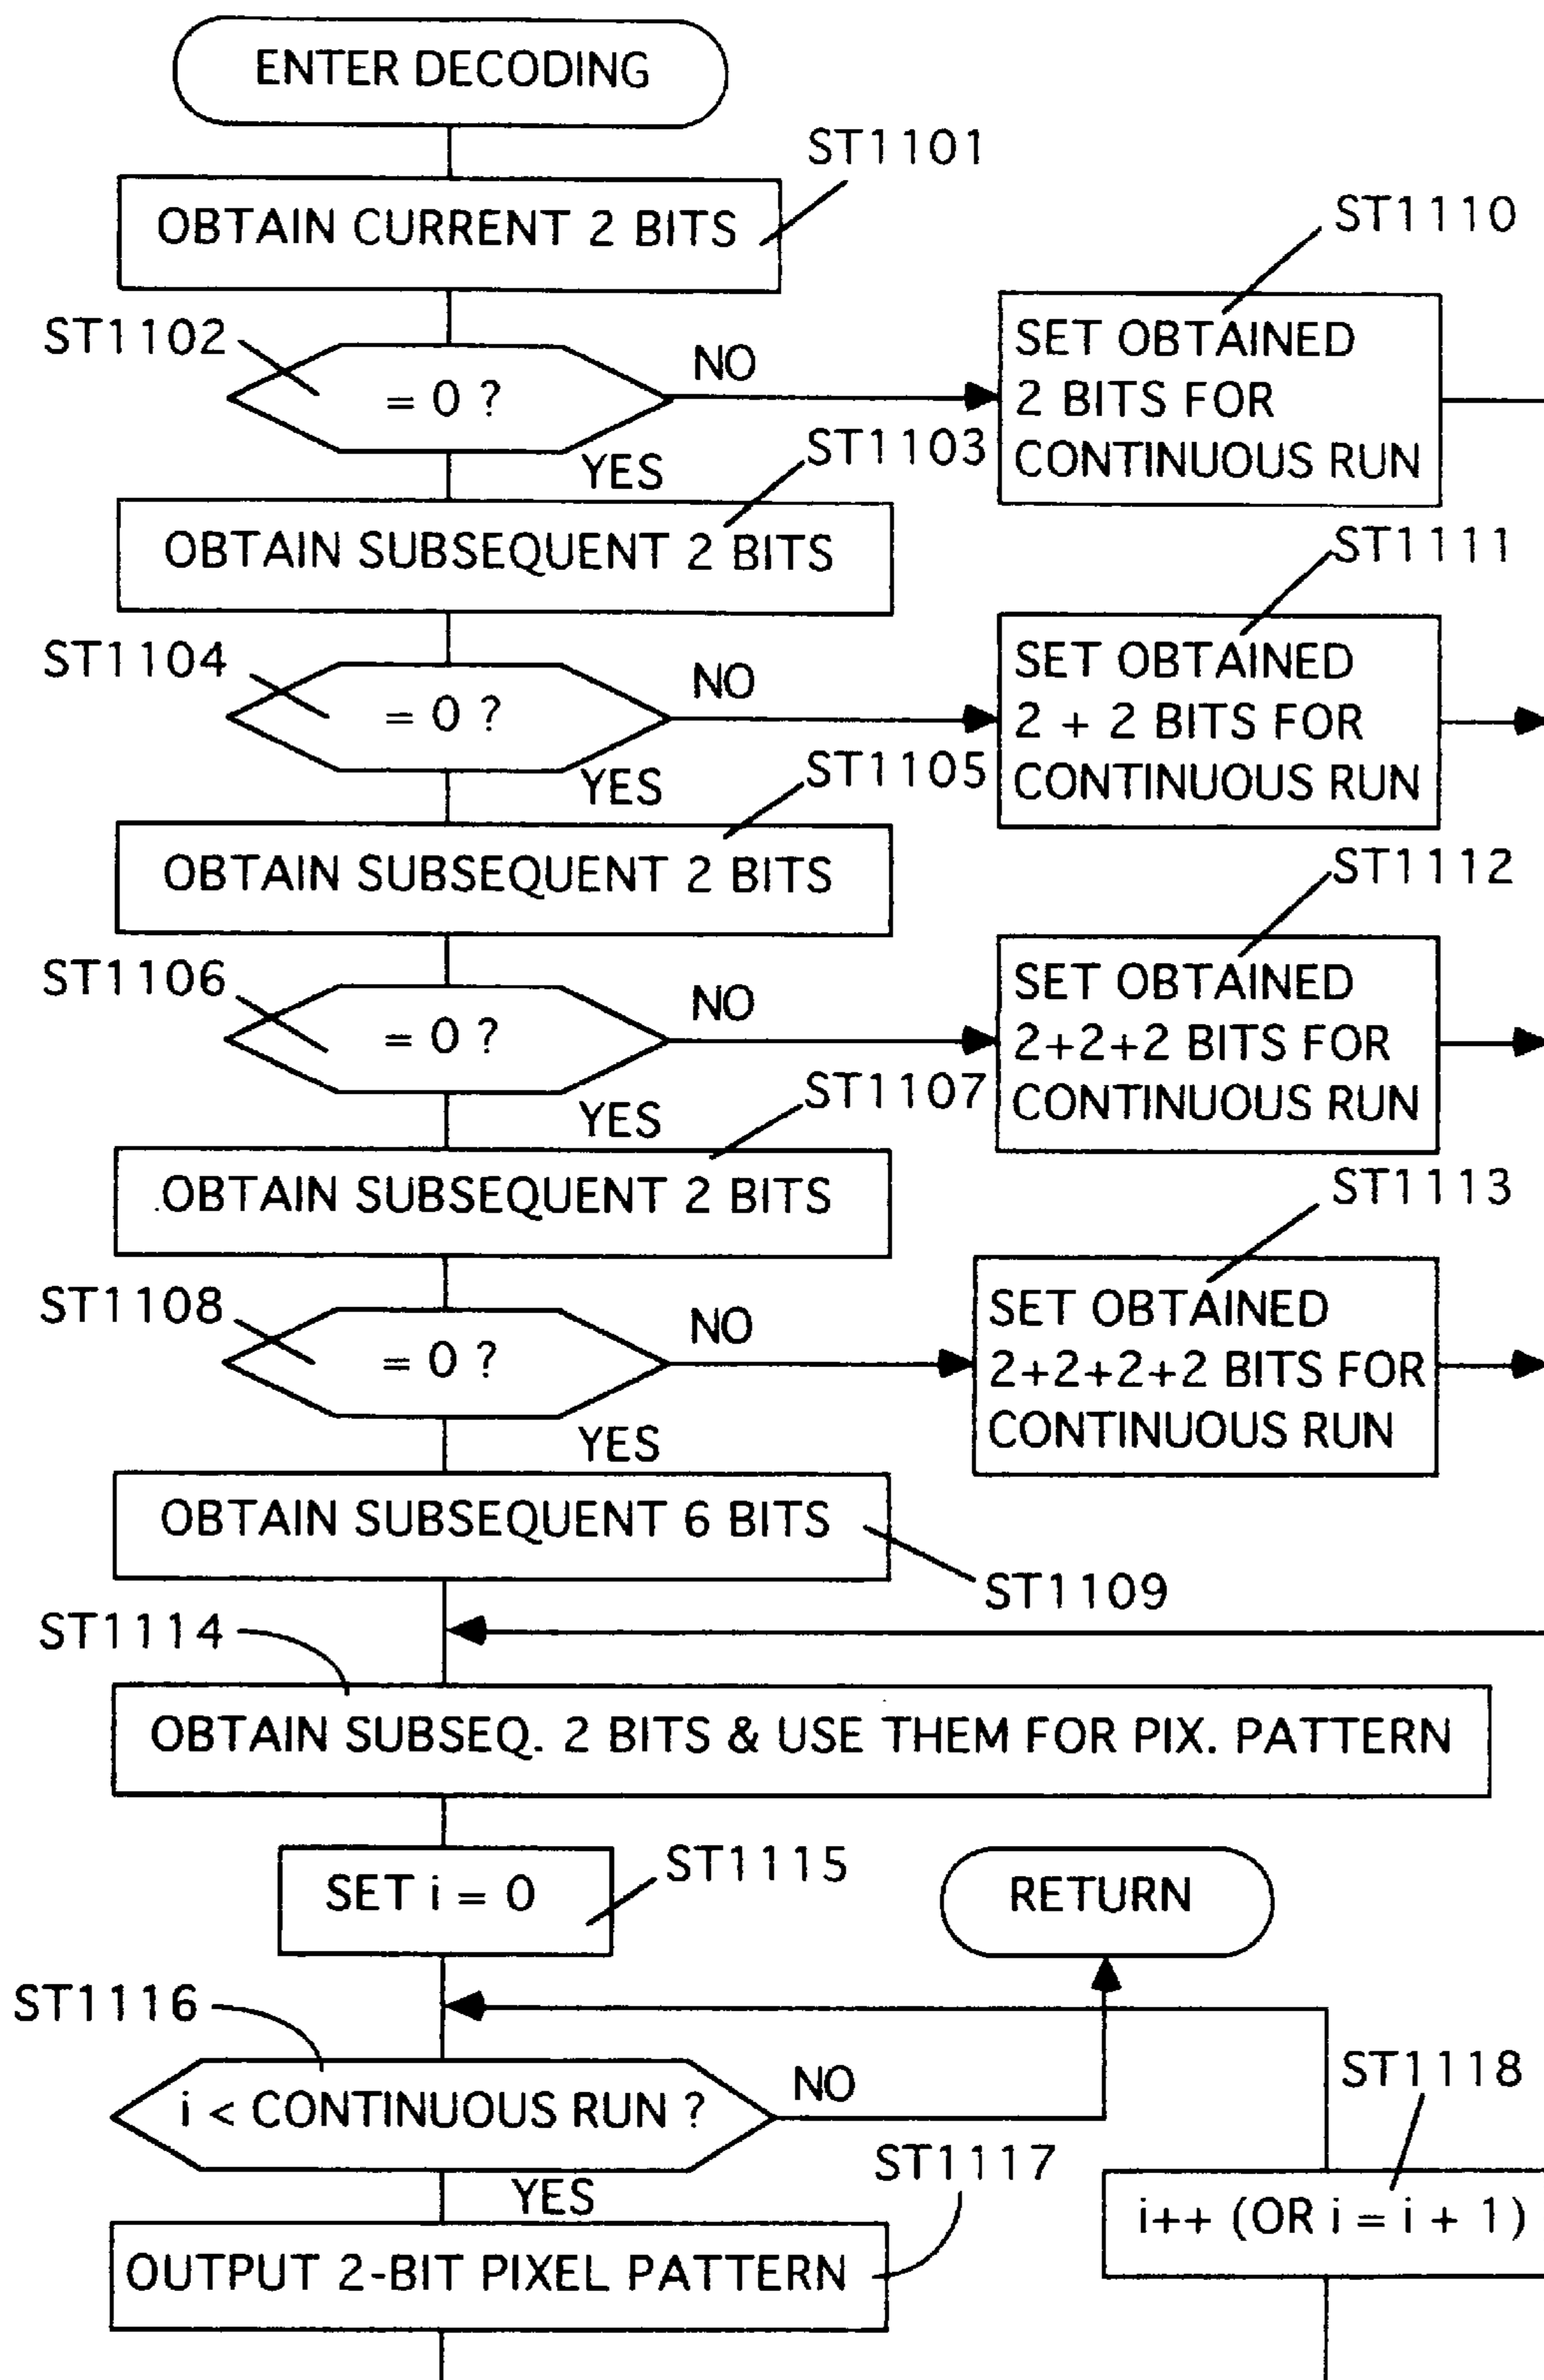 ENTER DECODING
ST1101
OBTAIN CURRENT 2 BITS
ST1110
ST1102
= 0 ?
NO
SET OBTAINED
2 BITS FOR
CONTINUOUS RUN
YES
ST1103
OBTAIN SUBSEQUENT 2 BITS
ST1111
ST1104
= 0 ?
NO
SET OBTAINED
2 + 2 BITS FOR
CONTINUOUS RUN
YES
ST1105
OBTAIN SUBSEQUENT 2 BITS
ST1112
ST1106
= 0 ?
NO
SET OBTAINED
2+2+2 BITS FOR
CONTINUOUS RUN
YES
ST1107
OBTAIN SUBSEQUENT 2 BITS
ST1113
ST1108
= 0 ?
NO
SET OBTAINED
2+2+2+2 BITS FOR
CONTINUOUS RUN
YES
OBTAIN SUBSEQUENT 6 BITS
ST1109
ST1114
OBTAIN SUBSEQ. 2 BITS & USE THEM FOR PIX. PATTERN
SET i = 0
ST1115
RETURN
ST1116
i < CONTINUOUS RUN ?
NO
ST1118
YES
ST1117
i++ (OR i = i + 1)
OUTPUT 2-BIT PIXEL PATTERN